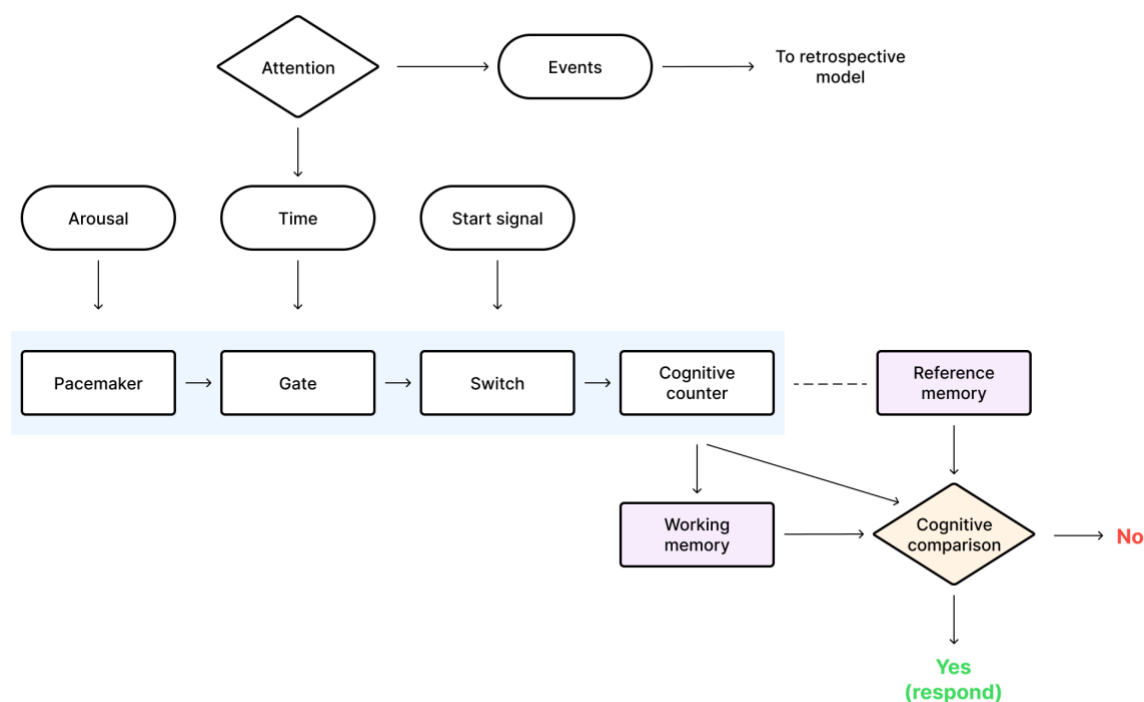 Attention
Events
To retrospective
model
Arousal
Time
Start signal
Pacemaker
Gate
Switch
Cognitive
counter
Reference
memory
Working
memory
Cognitive
comparison
No
Yes
(respond)